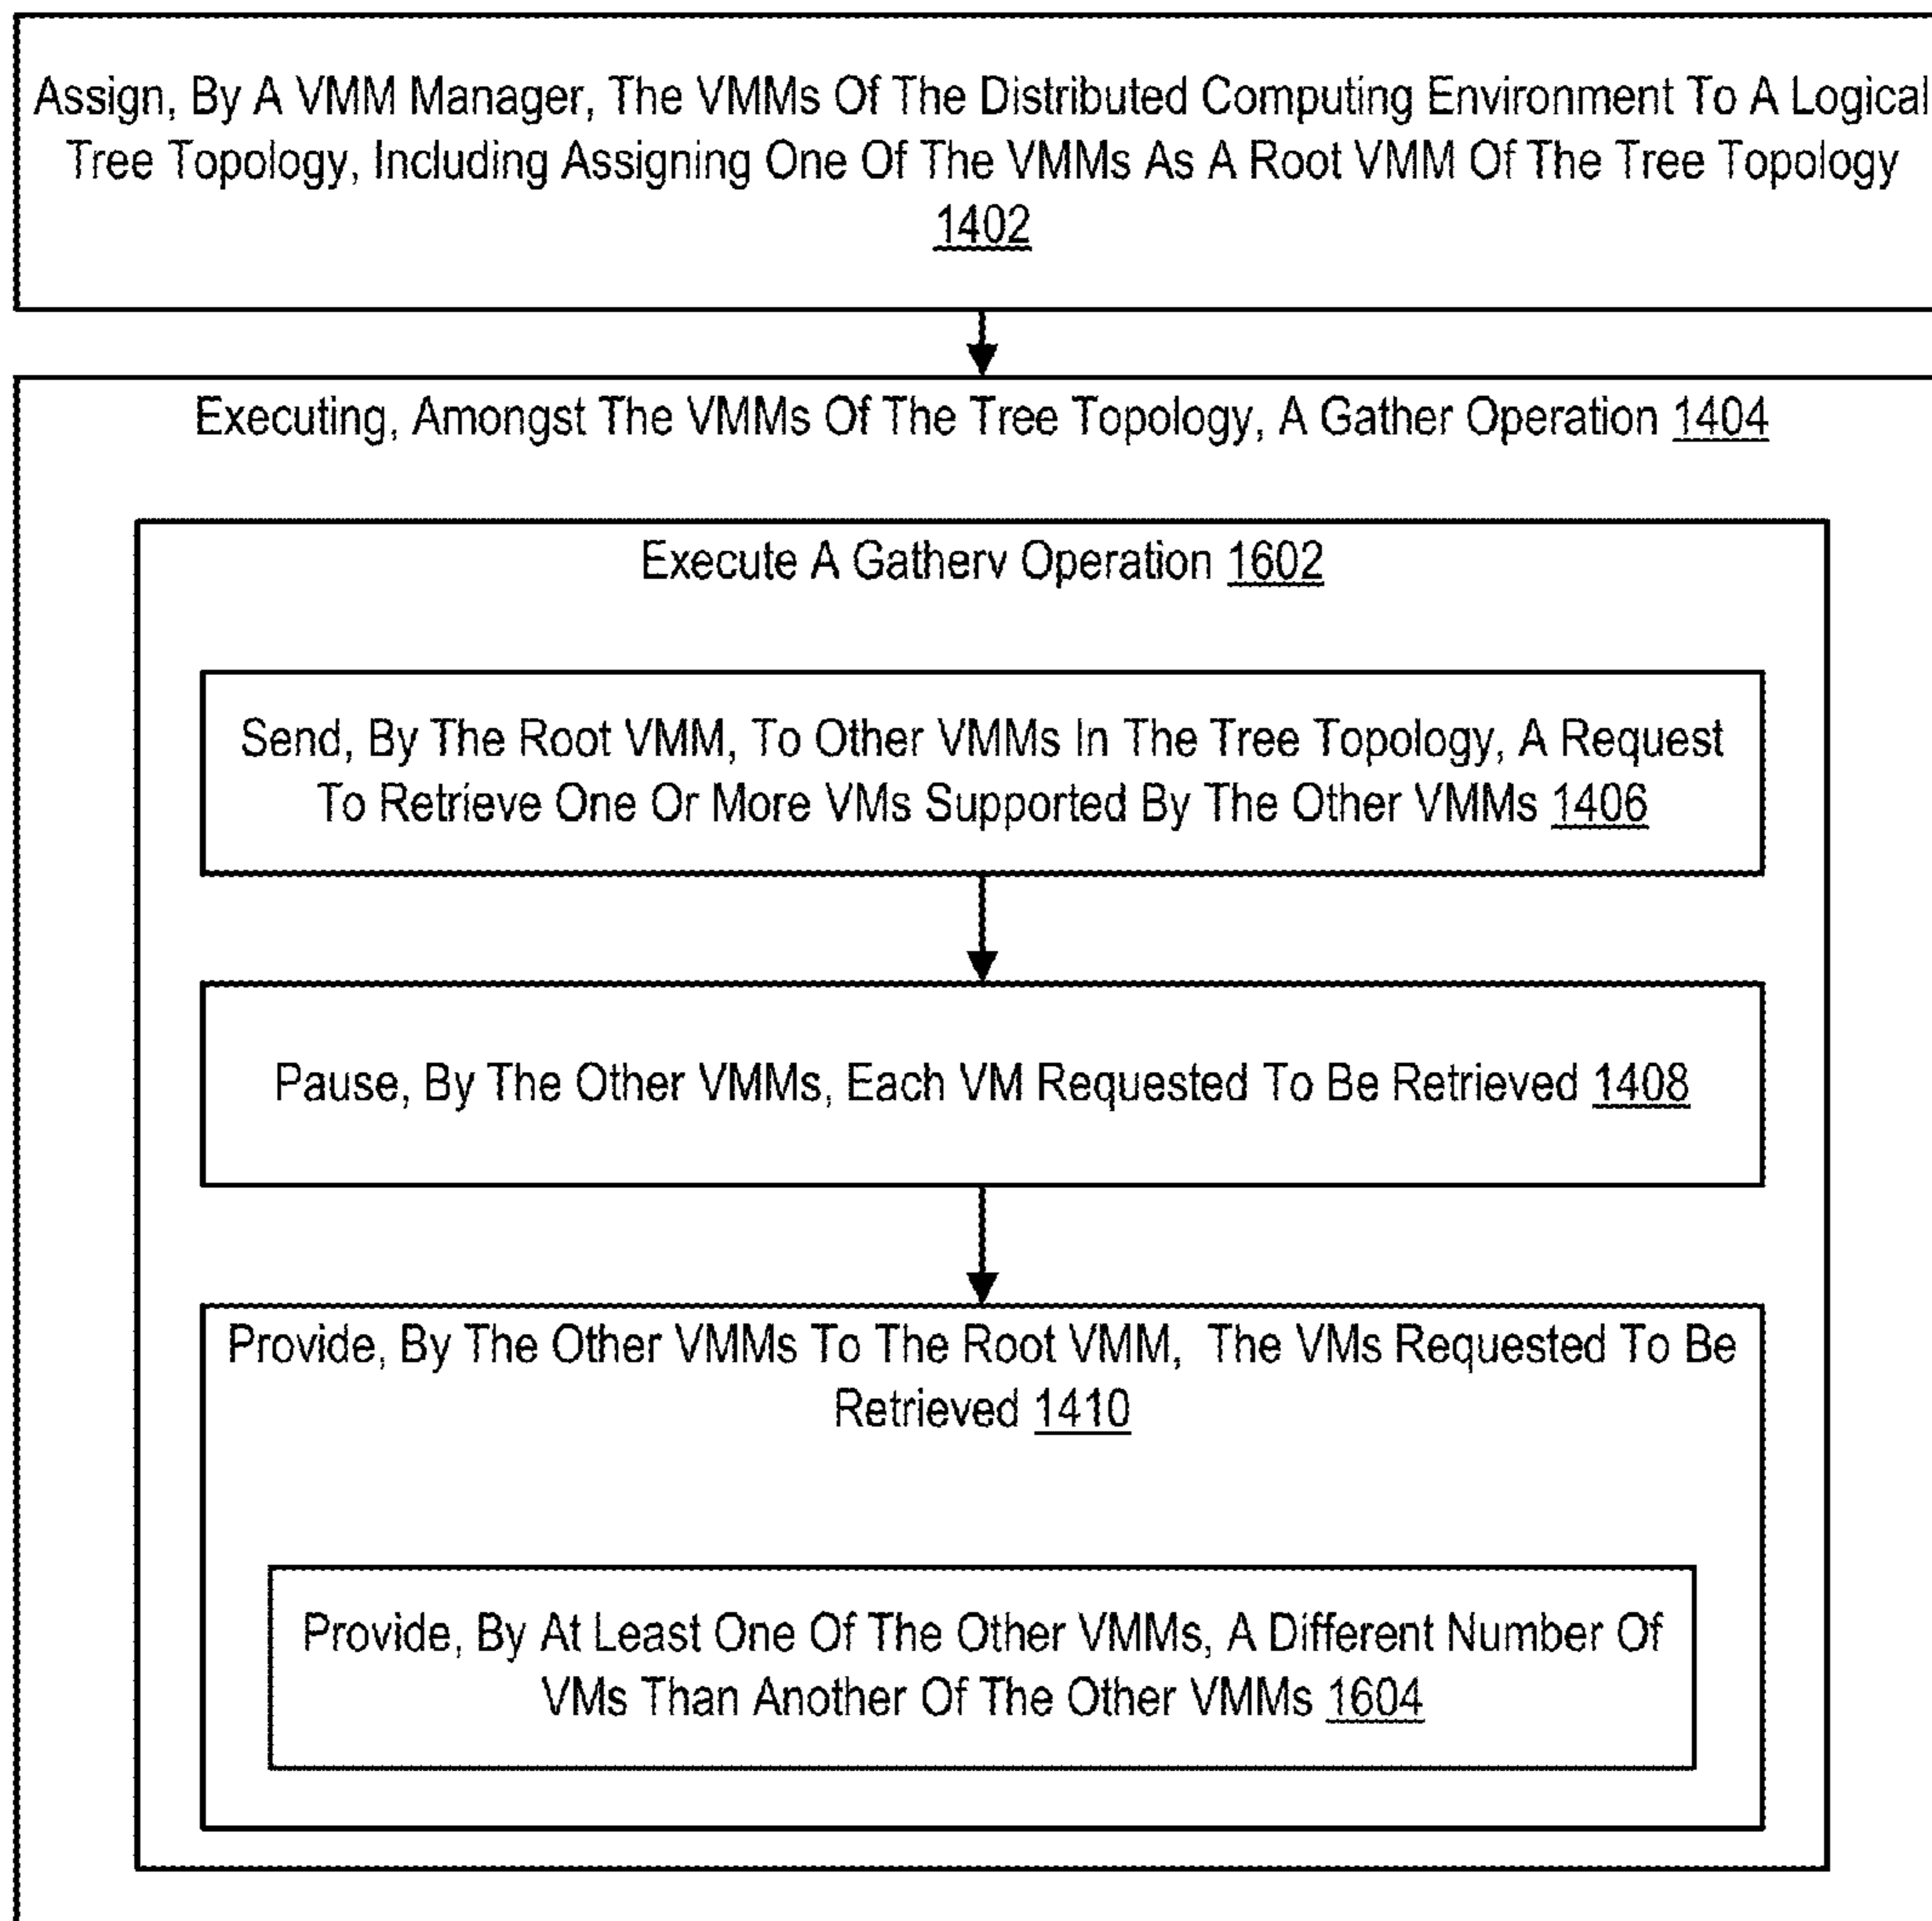 Assign, By A VMM Manager, The VMMs Of The Distributed Computing Environment To A Logical
Tree Topology, Including Assigning One Of The VMMs As A Root VMM Of The Tree Topology
1402
Executing, Amongst The VMMs Of The Tree Topology, A Gather Operation 1404
Execute A Gatherv Operation 1602
Send, By The Root VMM, To Other VMMs In The Tree Topology, A Request
To Retrieve One Or More VMs Supported By The Other VMMs 1406
Pause, By The Other VMMs, Each VM Requested To Be Retrieved 1408
Provide, By The Other VMMs To The Root VMM, The VMs Requested To Be
Retrieved 1410
Provide, By At Least One Of The Other VMMs, A Different Number Of
VMs Than Another Of The Other VMMs 1604